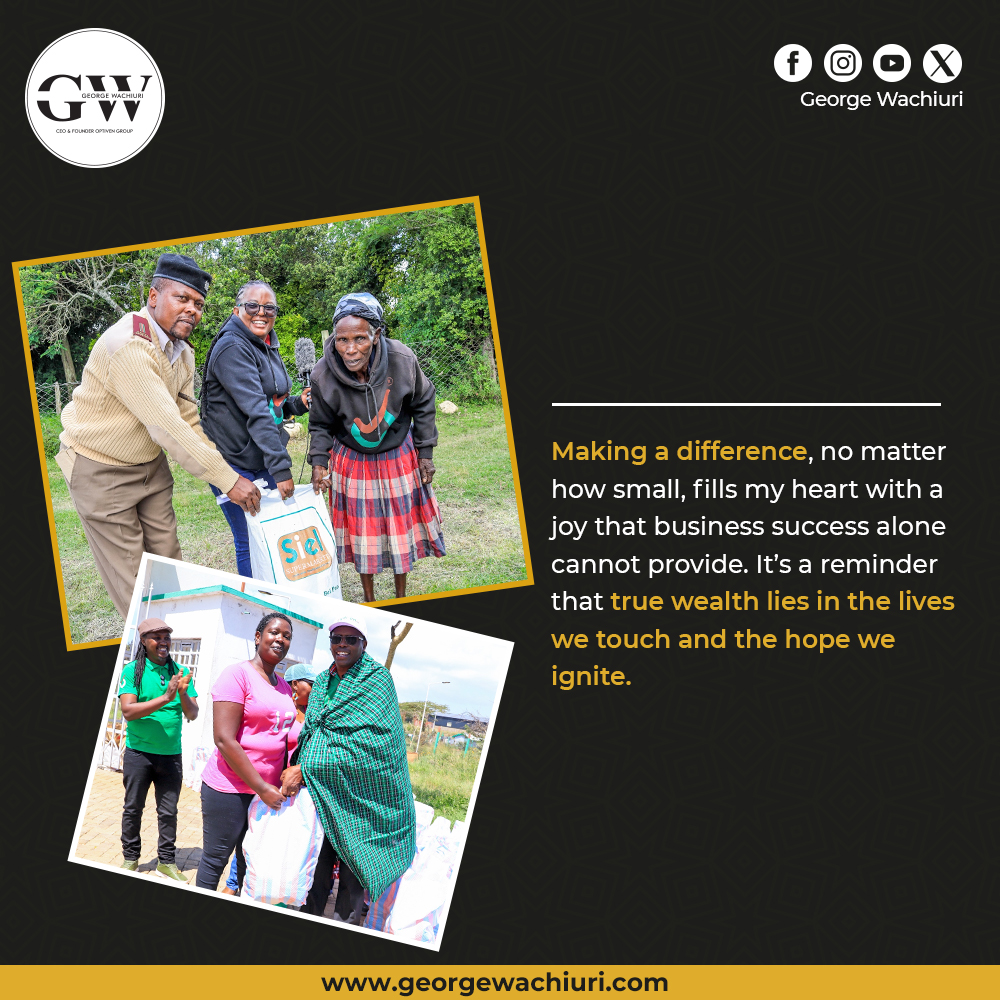 GW
GEORGE WACHIURI
CEO & FOUNDER OPTIVEN GROUP
George Wachiuri
Siel
12
Making a difference, no matter
how small, fills my heart with a
joy that business success alone
cannot provide. It’s a reminder
that true wealth lies in the lives
we touch and the hope we
ignite.
www.georgewachiuri.com